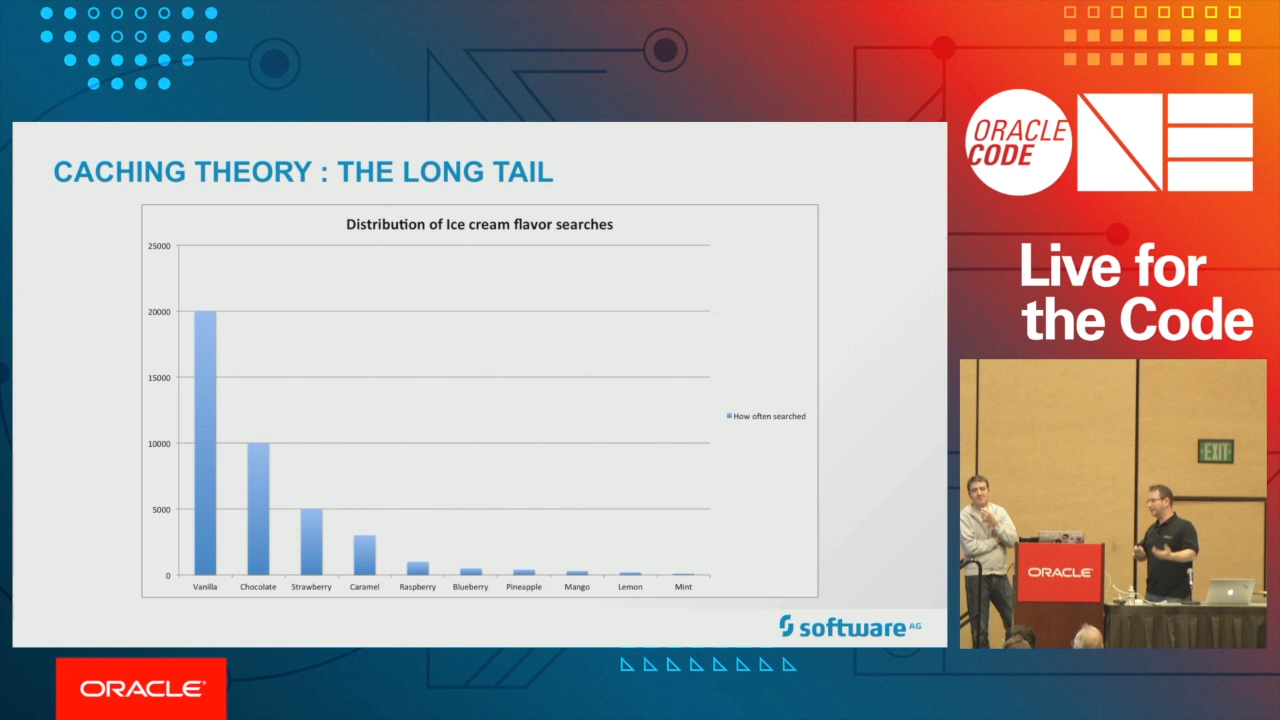 ORACLE
CODE
ONE
Live for
the Code
CACHING THEORY : THE LONG TAIL
Distribution of Ice cream flavor searches
25000
20000
15000
10000
5000
0
Vanilla Chocolate Strawberry Caramel Raspberry Blueberry Pineapple Mango Lemon Mint
How often searched
software AG
EXIT
ORACLE
ORACLE